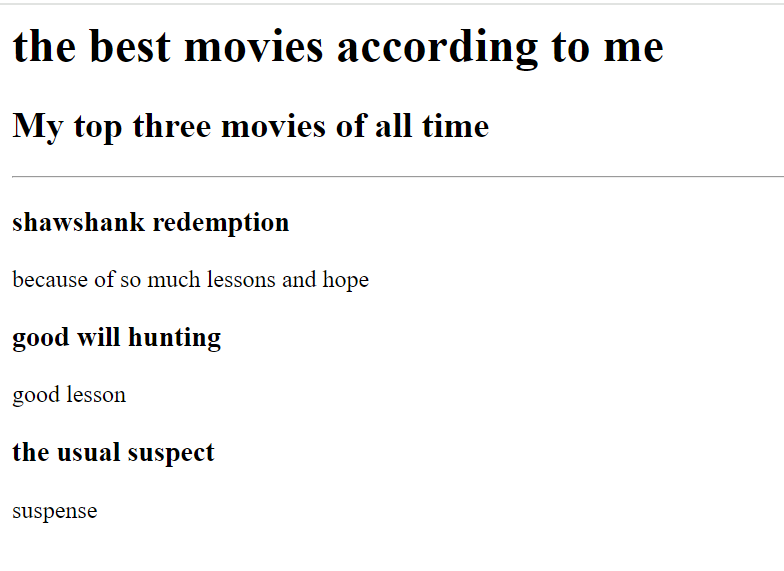 the best movies according to me
My top three movies of all time
shawshank redemption
because of so much lessons and hope
good will hunting
good lesson
the usual suspect
suspense